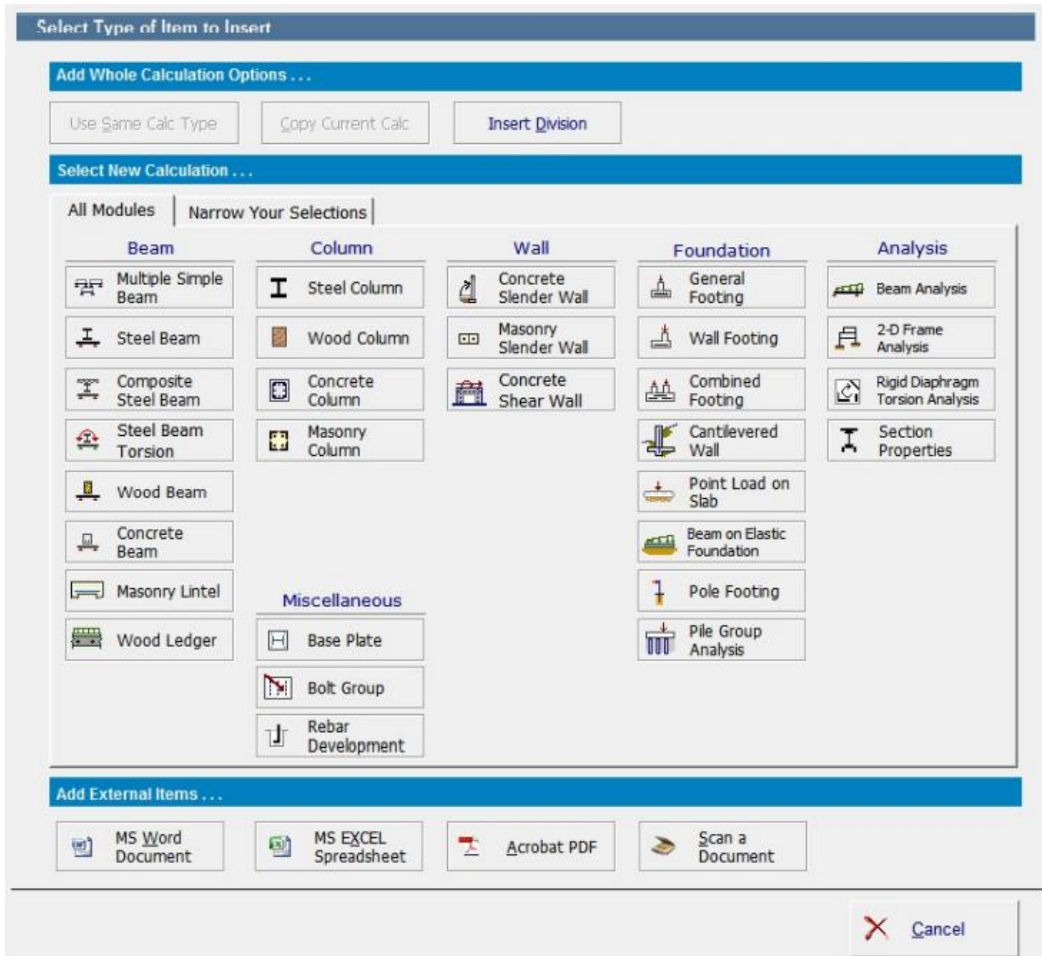 Select Type of Item to Insert
Add Whole Calculation Options . . .
Use Same Calc Type
Copy Current Calc
Insert Division
Select New Calculation . . .
All Modules
Narrow Your Selections
Beam
Multiple Simple
Beam
Steel Beam
Composite
Steel Beam
Steel Beam
Torsion
Wood Beam
Concrete
Beam
Masonry Lintel
Wood Ledger
Column
Steel Column
Wood Column
Concrete
Column
Masonry
Column
Miscellaneous
Base Plate
Bolt Group
Rebar
Development
Wall
Concrete
Slender Wall
Masonry
Slender Wall
Concrete
Shear Wall
Foundation
General
Footing
Wall Footing
Combined
Footing
Cantilevered
Wall
Point Load on
Slab
Beam on Elastic
Foundation
Pole Footing
Pile Group
Analysis
Analysis
Beam Analysis
2-D Frame
Analysis
Rigid Diaphragm
Torsion Analysis
Section
Properties
Add External Items . . .
MS Word
Document
MS EXCEL
Spreadsheet
Acrobat PDF
Scan a
Document
Cancel